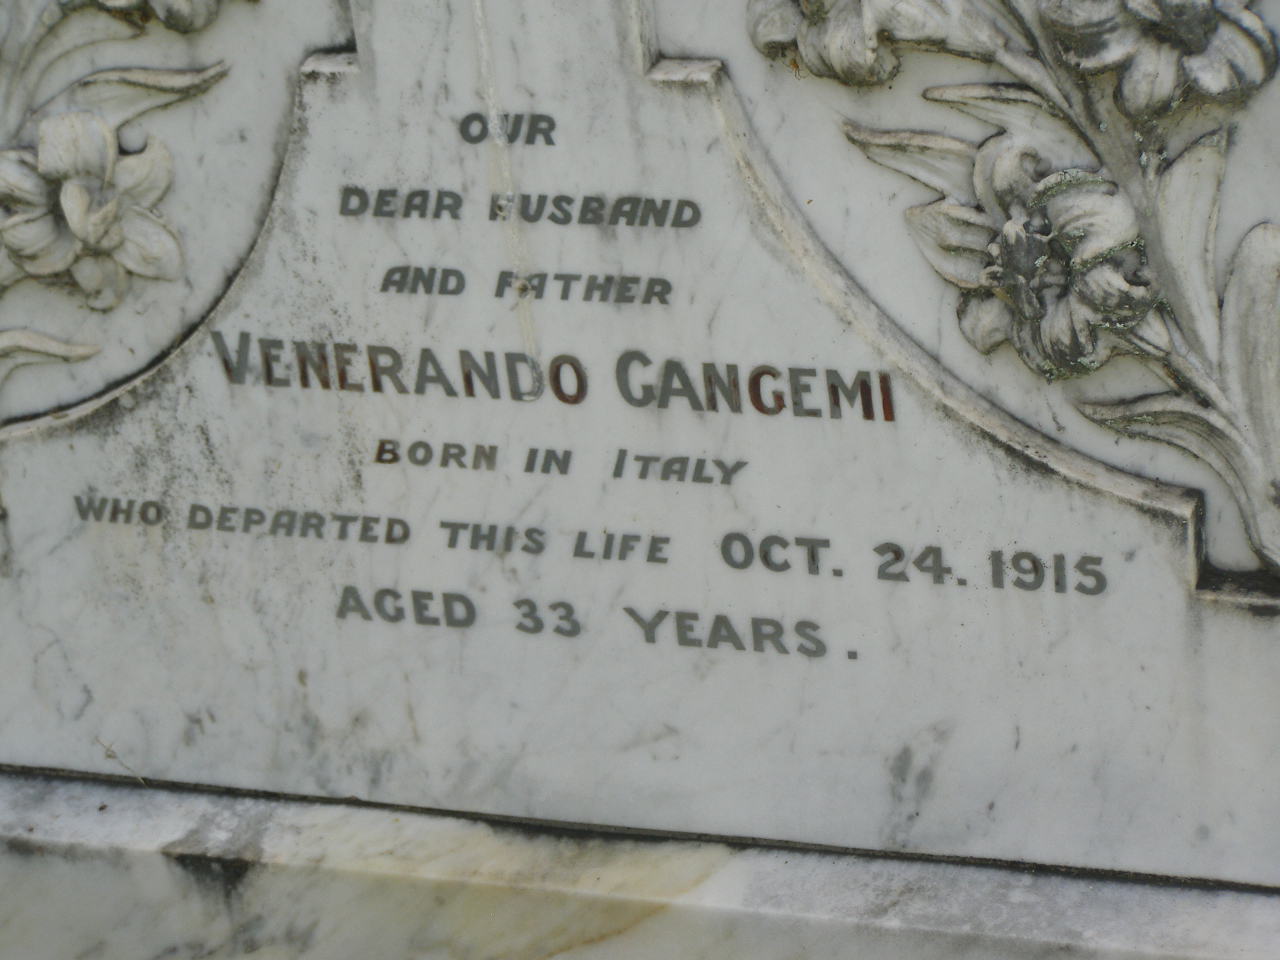 OUR
DEAR HUSBAND
AND FATHER
VENERANDO GANGEMI
BORN IN ITALY
WHO DEPARTED THIS LIFE OCT. 24. 1915
AGED 33 YEARS.